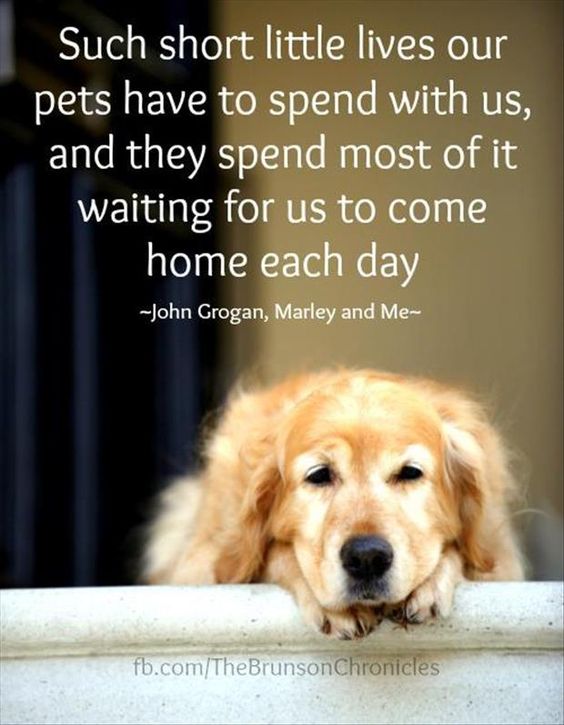 Such short little lives our
pets have to spend with us,
and they spend most of it
waiting for us to come
home each day
~John Grogan, Marley and Me~
fb.com/TheBrunsonChronicles